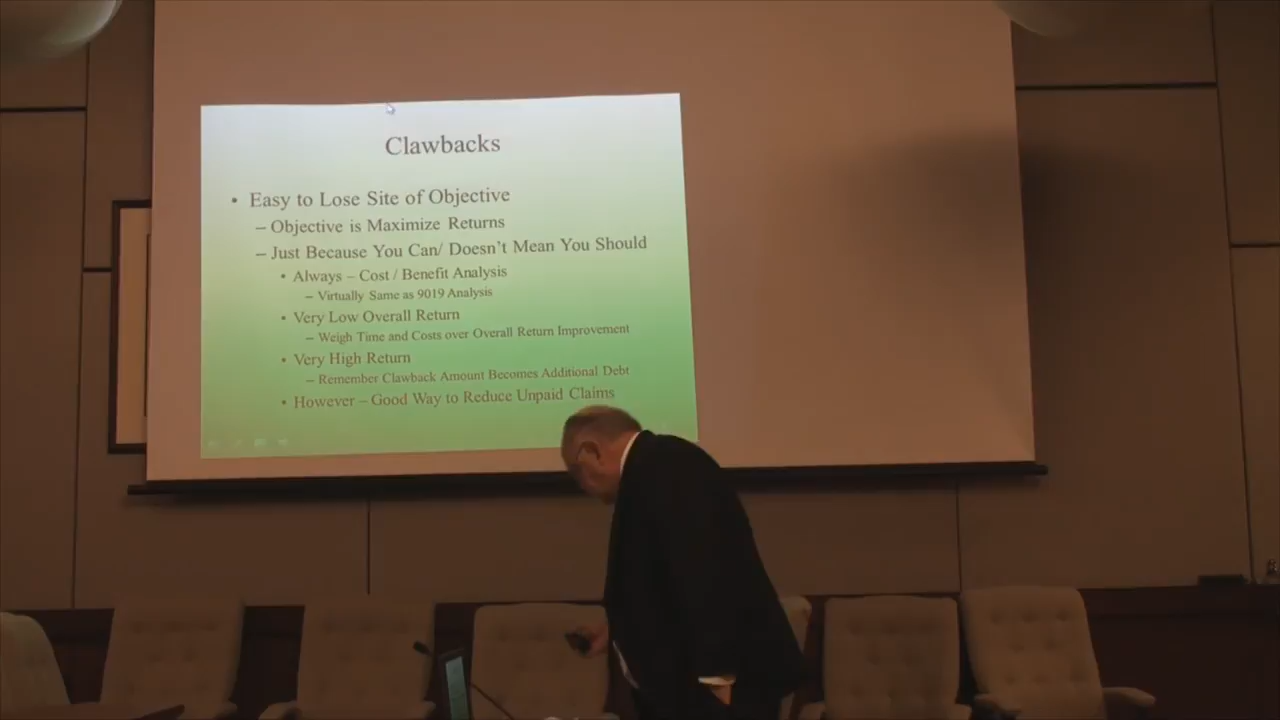 Clawbacks
• Easy to Lose Site of Objective
– Objective is Maximize Returns
– Just Because You Can/ Doesn't Mean You Should
• Always – Cost / Benefit Analysis
– Virtually Same as 9019 Analysis
• Very Low Overall Return
– Weigh Time and Costs over Overall Return Improvement
• Very High Return
– Remember Clawback Amount Becomes Additional Debt
• However – Good Way to Reduce Unpaid Claims